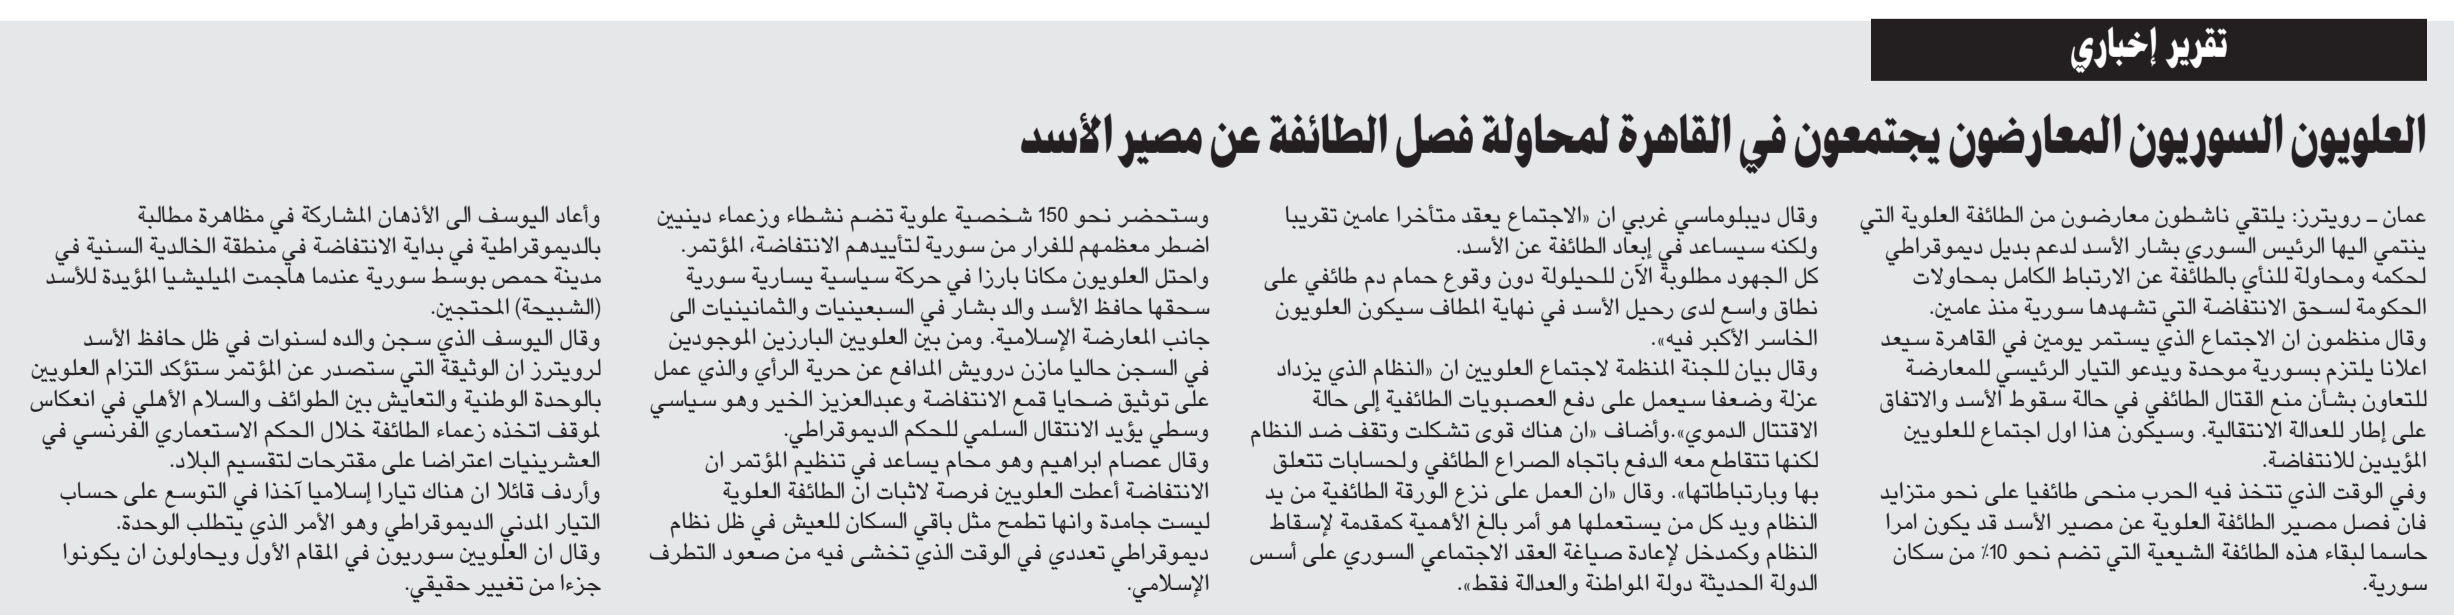 تقرير إخباري
العلويون السوريون المعارضون يجتمعون في القاهرة لمحاولة فصل الطائفة عن مصير الأسد
عمان ـ رويترز: يلتقي ناشطون معارضون من الطائفة العلوية التي
ينتمي اليها الرئيس السوري بشار الأسد لدعم بديل ديموقراطي
لحكمه ومحاولة للنأي بالطائفة عن الارتباط الكامل بمحاولات
الحكومة لسحق الانتفاضة التي تشهدها سورية منذ عامين.
وقال منظمون ان الاجتماع الذي يستمر يومين في القاهرة سيعد
اعلانا يلتزم بسورية موحدة ويدعو التيار الرئيسي للمعارضة
للتعاون بشأن منع القتال الطائفي في حالة سقوط الأسد والاتفاق
على إطار للعدالة الانتقالية. وسيكون هذا اول اجتماع للعلويين
المؤيدين للانتفاضة.
وفي الوقت الذي تتخذ فيه الحرب منحى طائفيا على نحو متزايد
فان فصل مصير الطائفة العلوية عن مصير الأسد قد يكون امرا
حاسما لبقاء هذه الطائفة الشيعية التي تضم نحو 10٪ من سكان
سورية.
وقال ديبلوماسي غربي ان «الاجتماع يعقد متأخرا عامين تقريبا
ولكنه سيساعد في إبعاد الطائفة عن الأسد.
كل الجهود مطلوبة الآن للحيلولة دون وقوع حمام دم طائفي على
نطاق واسع لدى رحيل الأسد في نهاية المطاف سيكون العلويون
الخاسر الأكبر فيه».
وقال بيان للجنة المنظمة لاجتماع العلويين ان «النظام الذي يزداد
عزلة وضعفا سيعمل على دفع العصبويات الطائفية إلى حالة
الاقتتال الدموي».وأضاف «ان هناك قوى تشكلت وتقف ضد النظام
لكنها تتقاطع معه الدفع باتجاه الصراع الطائفي ولحسابات تتعلق
بها وبارتباطاتها». وقال «ان العمل على نزع الورقة الطائفية من يد
النظام ويد كل من يستعملها هو أمر بالغ الأهمية كمقدمة لإسقاط
النظام وكمدخل لإعادة صياغة العقد الاجتماعي السوري على أسس
الدولة الحديثة دولة المواطنة والعدالة فقط».
وستحضر نحو 150 شخصية علوية تضم نشطاء وزعماء دينيين
اضطر معظمهم للفرار من سورية لتأييدهم الانتفاضة، المؤتمر.
واحتل العلويون مكانا بارزا في حركة سياسية يسارية سورية
سحقها حافظ الأسد والد بشار في السبعينيات والثمانينيات الى
جانب المعارضة الإسلامية. ومن بين العلويين البارزين الموجودين
في السجن حاليا مازن درويش المدافع عن حرية الرأي والذي عمل
على توثيق ضحايا قمع الانتفاضة وعبدالعزيز الخير وهو سياسي
وسطي يؤيد الانتقال السلمي للحكم الديموقراطي.
وقال عصام ابراهيم وهو محام يساعد في تنظيم المؤتمر ان
الانتفاضة أعطت العلويين فرصة لاثبات ان الطائفة العلوية
ليست جامدة وانها تطمح مثل باقي السكان للعيش في ظل نظام
ديموقراطي تعددي في الوقت الذي تخشى فيه من صعود التطرف
الإسلامي.
وأعاد اليوسف الى الأذهان المشاركة في مظاهرة مطالبة
بالديموقراطية في بداية الانتفاضة في منطقة الخالدية السنية في
مدينة حمص بوسط سورية عندما هاجمت الميليشيا المؤيدة للأسد
(الشبيحة) المحتجين.
وقال اليوسف الذي سجن والده لسنوات في ظل حافظ الأسد
لرويترز ان الوثيقة التي ستصدر عن المؤتمر ستؤكد التزام العلويين
بالوحدة الوطنية والتعايش بين الطوائف والسلام الأهلي في انعكاس
لموقف اتخذه زعماء الطائفة خلال الحكم الاستعماري الفرنسي في
العشرينيات اعتراضا على مقترحات لتقسيم البلاد.
وأردف قائلا ان هناك تيارا إسلاميا آخذا في التوسع على حساب
التيار المدني الديموقراطي وهو الأمر الذي يتطلب الوحدة.
وقال ان العلويين سوريون في المقام الأول ويحاولون ان يكونوا
جزءا من تغيير حقيقي.